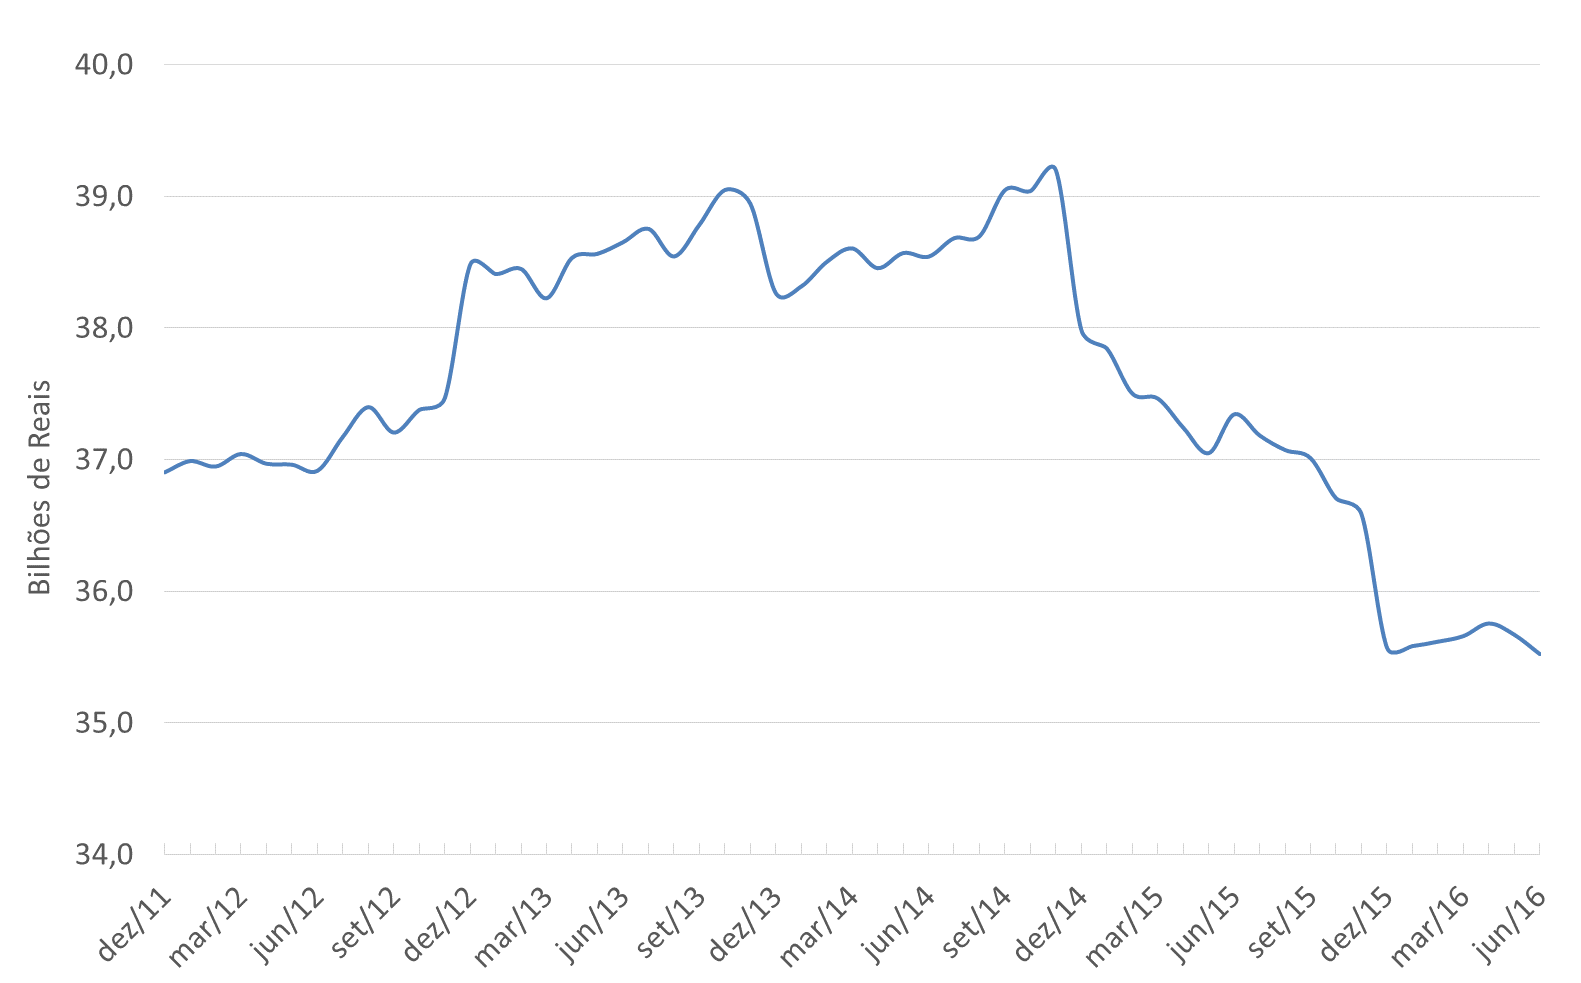 40,0
39,0
38,0
37,0
36,0
35,0
34,0
Bilhões de Reais
dez/11
mar/12
jun/12
set/12
dez/12
mar/13
jun/13
set/13
dez/13
mar/14
jun/14
set/14
dez/14
mar/15
jun/15
set/15
dez/15
mar/16
jun/16